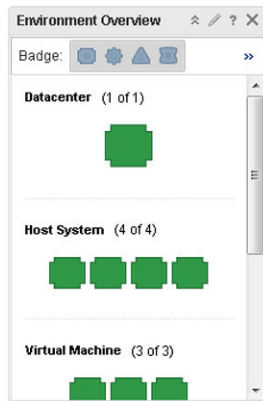 Environment Overview ?
Badge: »
Datacenter (1 of 1)
Host System (4 of 4)
Virtual Machine (3 of 3)